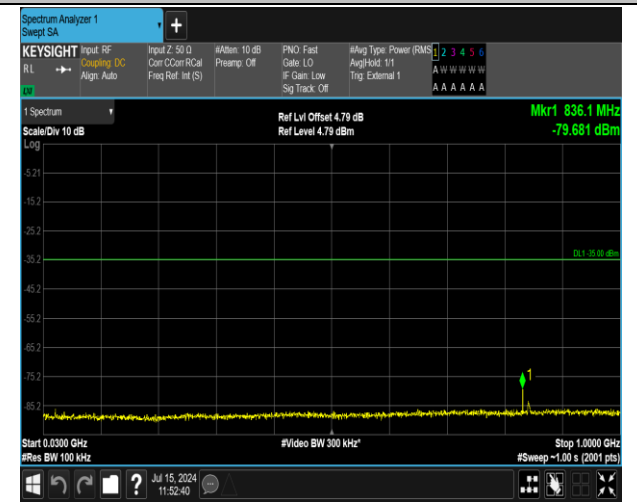 Spectrum Analyzer 1
Swept SA
+
KEYSIGHT Input: RF Input Z: 50 Ω #Atten: 10 dB PNO: Fast #Avg Type: Power (RMS 1 2 3 4 5 6
RL Coupling: DC Corr CCorr RCal Preamp: Off Gate: LO Avg|Hold: 1/1 A W W W W W
Align: Auto Freq Ref: Int (S) IF Gain: Low Trig: External 1
Sig Track: Off A A A A A A
1 Spectrum Ref Lvl Offset 4.79 dB Mkr1 836.1 MHz
Scale/Div 10 dB Ref Level 4.79 dBm -79.681 dBm
Log
-5.21
-15.2
-25.2
DL1 -35.00 dBm
-35.2
-45.2
-55.2
-65.2
-75.2
1
-85.2
Start 0.0300 GHz #Video BW 300 kHz* Stop 1.0000 GHz
#Res BW 100 kHz #Sweep ~1.00 s (2001 pts)
? Jul 15, 2024
11:52:40